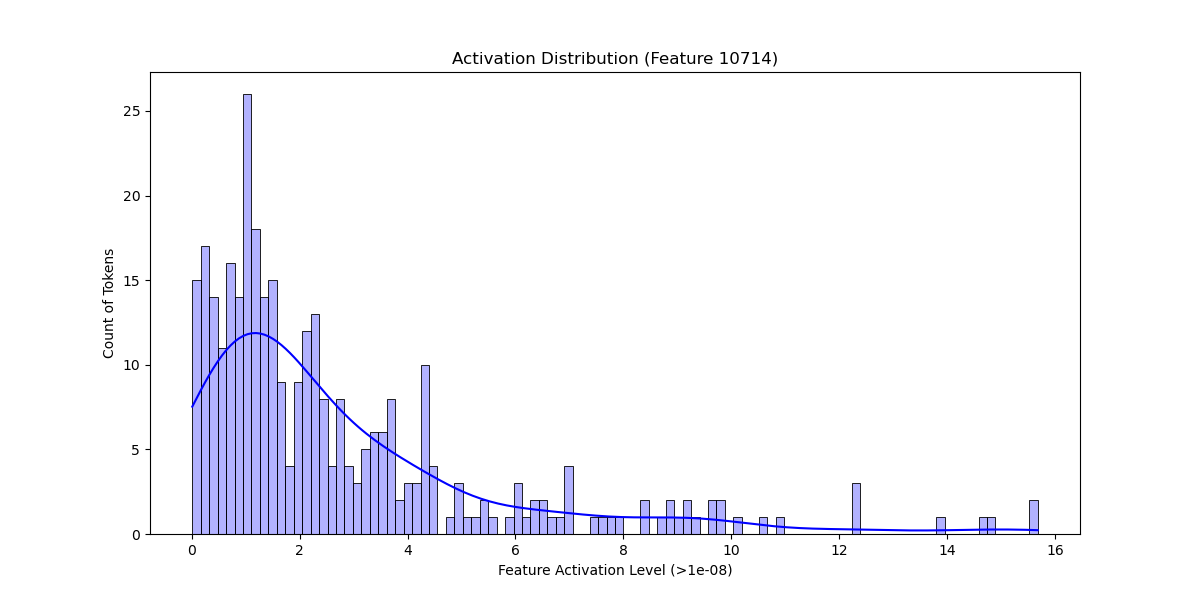 Activation Distribution (Feature 10714)
25
20
15
10
5
0
Count of Tokens
0 2 4 6 8 10 12 14 16
Feature Activation Level (>1e-08)